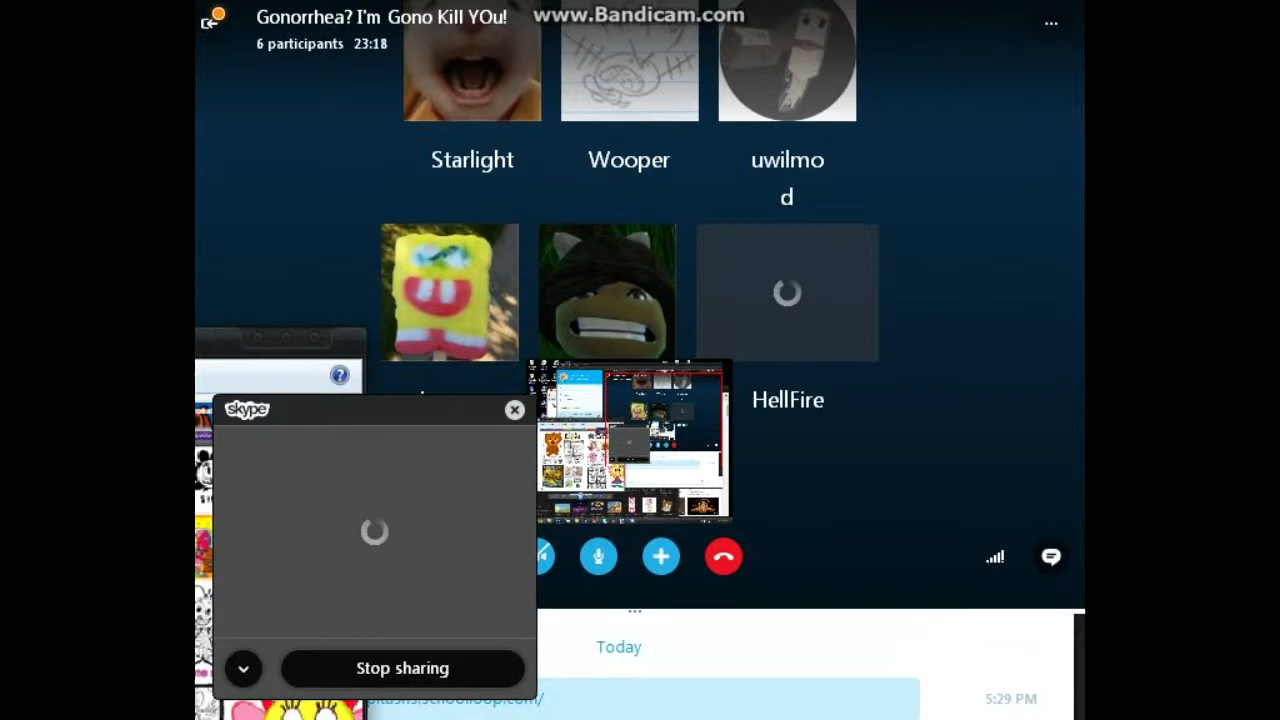 Gonorrhea? I'm Gono Kill YOu!
www.Bandicam.com
6 participants 23:18
Starlight
Wooper
uwilmo
d
HellFire
skype
Stop sharing
Today
5:29 PM